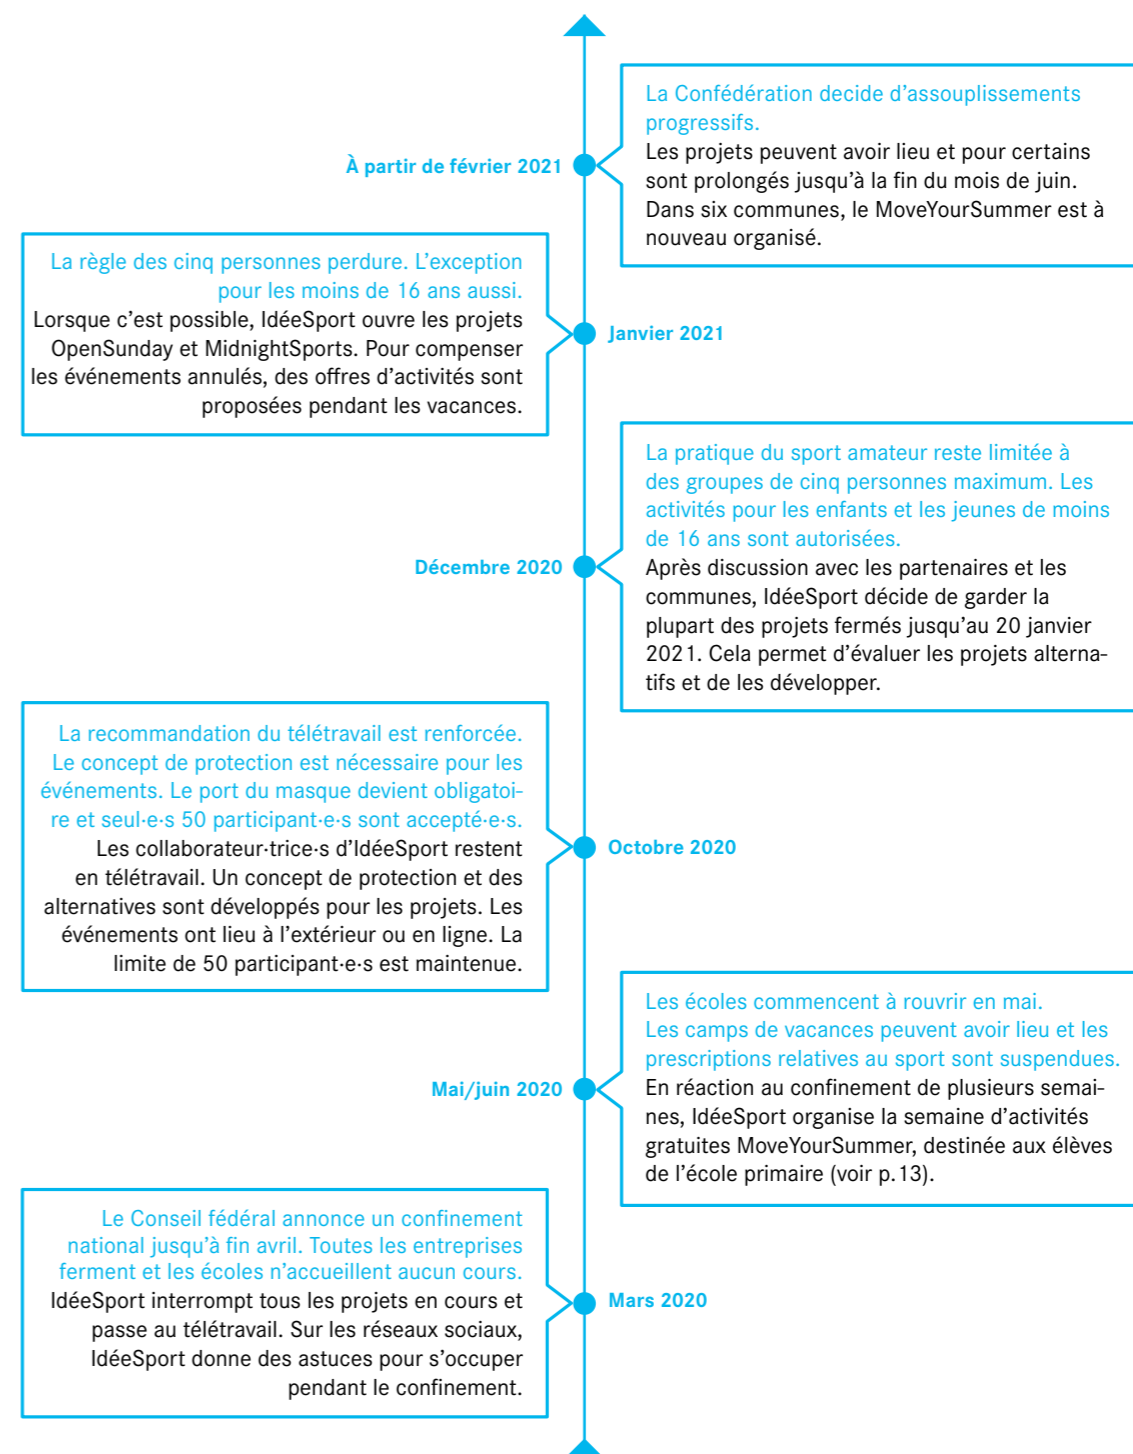 La Confédération decide d'assouplissements
progressifs.
Les projets peuvent avoir lieu et pour certains
sont prolongés jusqu'à la fin du mois de juin.
Dans six communes, le MoveYourSummer est à
nouveau organisé.
À partir de février 2021
La règle des cinq personnes perdure. L'exception
pour les moins de 16 ans aussi.
Lorsque c'est possible, IdéeSport ouvre les projets
OpenSunday et MidnightSports. Pour compenser
les événements annulés, des offres d'activités sont
proposées pendant les vacances.
Janvier 2021
La pratique du sport amateur reste limitée à
des groupes de cinq personnes maximum. Les
activités pour les enfants et les jeunes de moins
de 16 ans sont autorisées.
Après discussion avec les partenaires et les
communes, IdéeSport décide de garder la
plupart des projets fermés jusqu'au 20 janvier
2021. Cela permet d'évaluer les projets alterna-
tifs et de les développer.
Décembre 2020
La recommandation du télétravail est renforcée.
Le concept de protection est nécessaire pour les
événements. Le port du masque devient obligatoi-
re et seul·e·s 50 participant·e·s sont accepté·e·s.
Les collaborateur·trice·s d'IdéeSport restent
en télétravail. Un concept de protection et des
alternatives sont développés pour les projets. Les
événements ont lieu à l'extérieur ou en ligne. La
limite de 50 participant·e·s est maintenue.
Octobre 2020
Les écoles commencent à rouvrir en mai.
Les camps de vacances peuvent avoir lieu et les
prescriptions relatives au sport sont suspendues.
En réaction au confinement de plusieurs semai-
nes, IdéeSport organise la semaine d'activités
gratuites MoveYourSummer, destinée aux élèves
de l'école primaire (voir p. 13).
Mai/juin 2020
Le Conseil fédéral annonce un confinement
national jusqu'à fin avril. Toutes les entreprises
ferment et les écoles n'accueillent aucun cours.
IdéeSport interrompt tous les projets en cours et
passe au télétravail. Sur les réseaux sociaux,
IdéeSport donne des astuces pour s'occuper
pendant le confinement.
Mars 2020